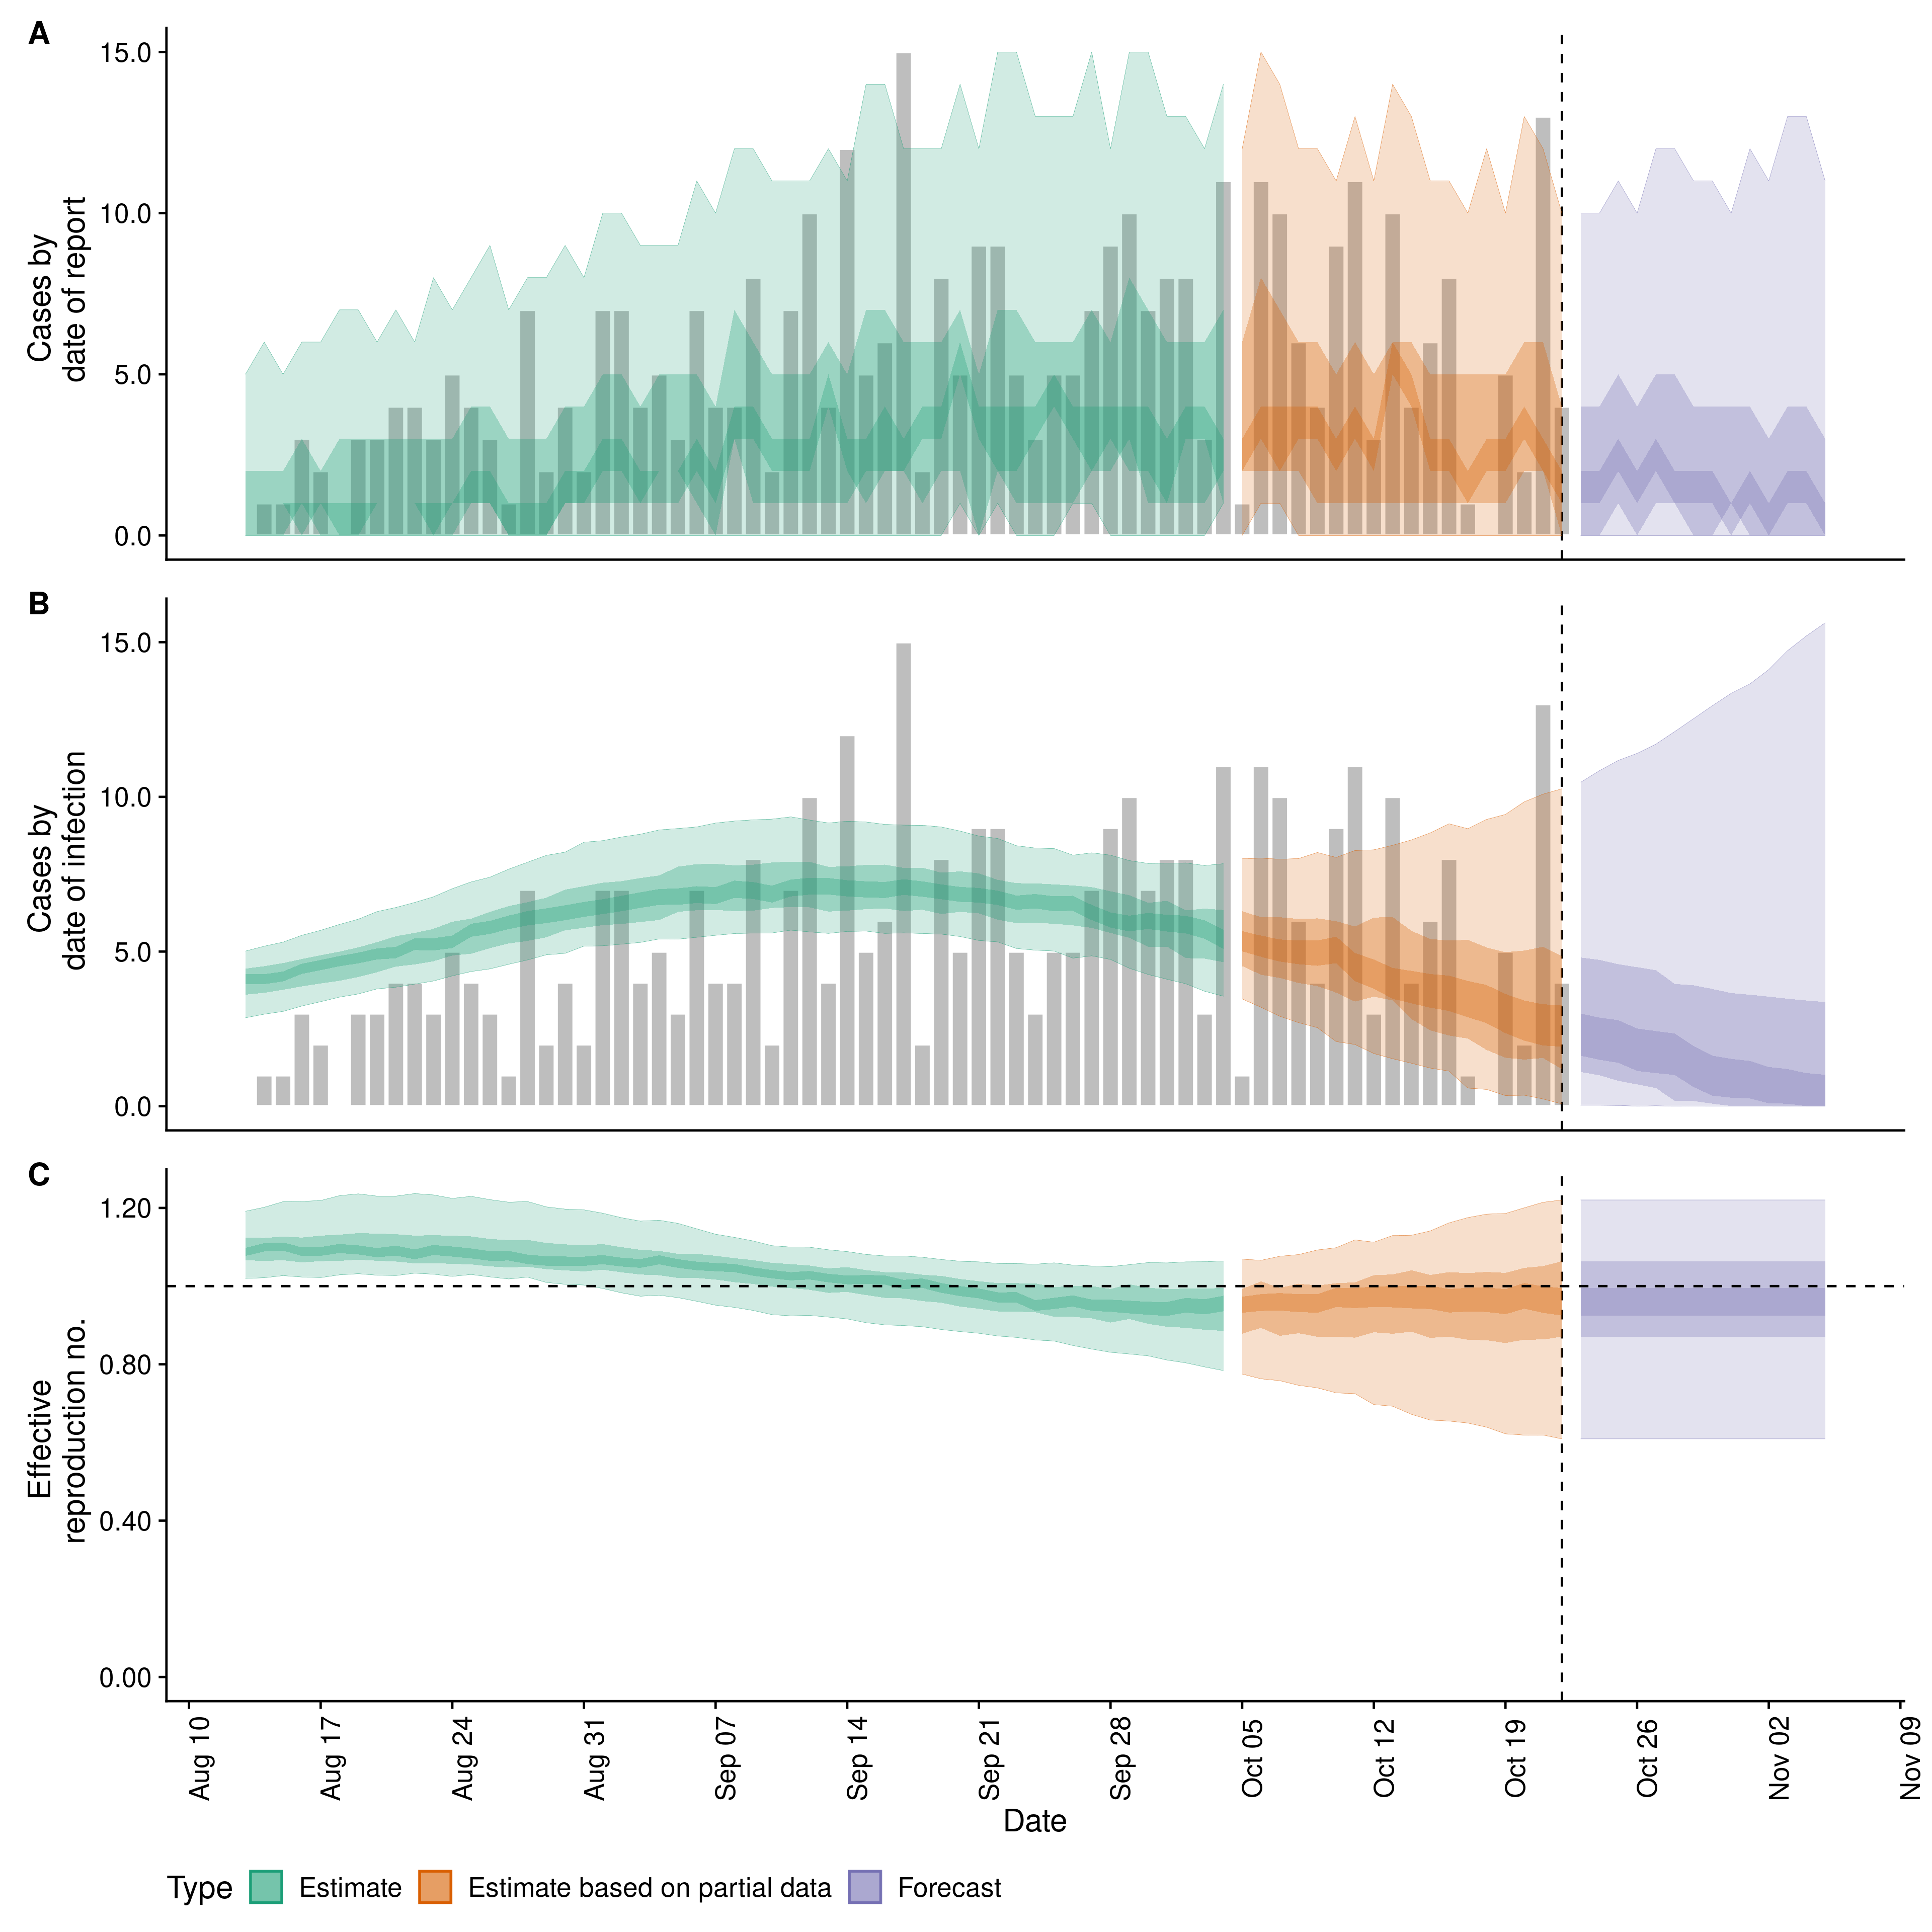 A
Cases by
date of report
15.0
10.0
5.0
0.0
B
Cases by
date of infection
15.0
10.0
5.0
0.0
C
Effective
reproduction no.
1.20
0.80
0.40
0.00
Aug 10
Aug 17
Aug 24
Aug 31
Sep 07
Sep 14
Sep 21
Sep 28
Oct 05
Oct 12
Oct 19
Oct 26
Nov 02
Nov 09
Date
Type Estimate Estimate based on partial data Forecast